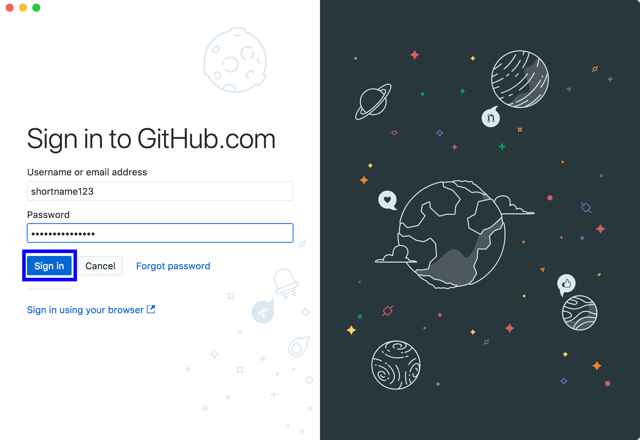 Sign in to GitHub.com
Username or email address
shortname123
Password
•••••••••••••••
Sign in Cancel Forgot password
Sign in using your browser